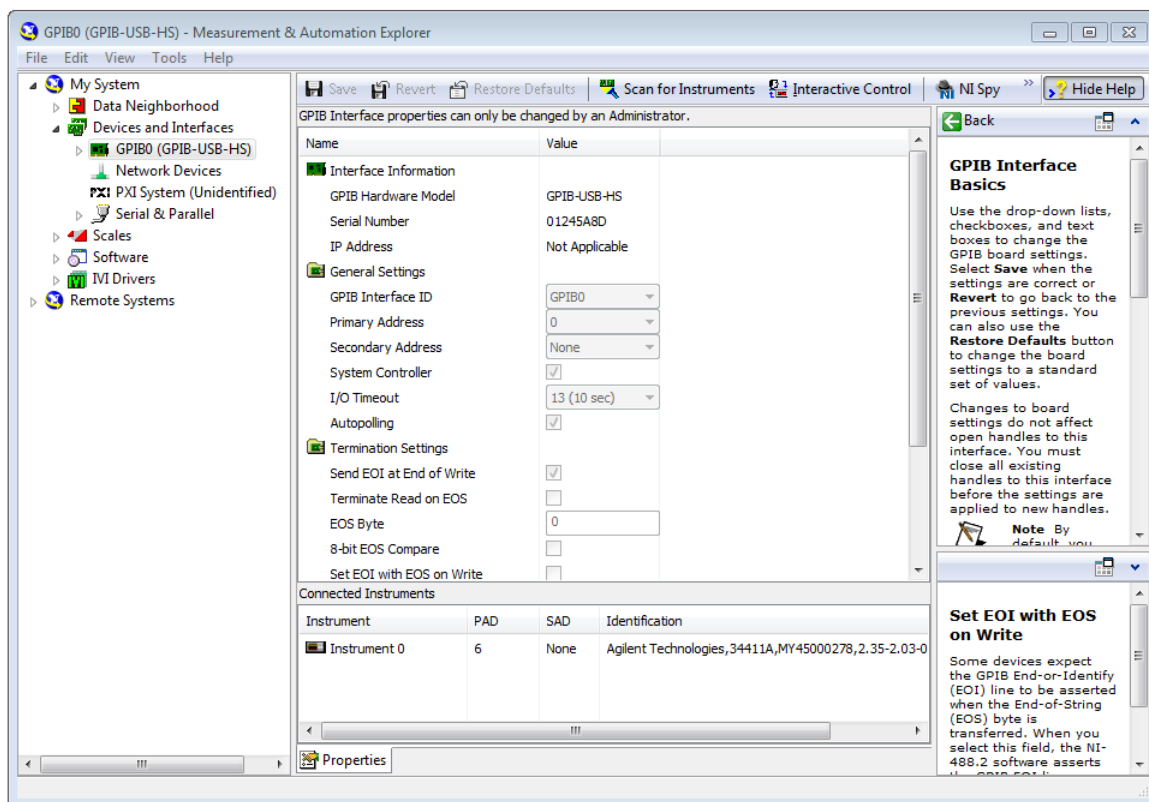 GPIB0 (GPIB-USB-HS) - Measurement & Automation Explorer
File Edit View Tools Help
My System
Data Neighborhood
Devices and Interfaces
GPIB0 (GPIB-USB-HS)
Network Devices
PXI PXI System (Unidentified)
Serial & Parallel
Scales
Software
IVI Drivers
Remote Systems
Save Revert Restore Defaults Scan for Instruments Interactive Control NI Spy » Hide Help
GPIB Interface properties can only be changed by an Administrator.
Name Value
Interface Information
GPIB Hardware Model GPIB-USB-HS
Serial Number 01245A8D
IP Address Not Applicable
General Settings
GPIB Interface ID GPIB0
Primary Address 0
Secondary Address None
System Controller
I/O Timeout 13 (10 sec)
Autopolling
Termination Settings
Send EOI at End of Write
Terminate Read on EOS
EOS Byte 0
8-bit EOS Compare
Set EOI with EOS on Write
Connected Instruments
Instrument PAD SAD Identification
Instrument 0 6 None Agilent Technologies,34411A,MY45000278,2.35-2.03-0
Properties
Back
GPIB Interface
Basics
Use the drop-down lists,
checkboxes, and text
boxes to change the
GPIB board settings.
Select Save when the
settings are correct or
Revert to go back to the
previous settings. You
can also use the
Restore Defaults button
to change the board
settings to a standard
set of values.
Changes to board
settings do not affect
open handles to this
interface. You must
close all existing
handles to this interface
before the settings are
applied to new handles.
Note By
default, you
Set EOI with EOS
on Write
Some devices expect
the GPIB End-or-Identify
(EOI) line to be asserted
when the End-of-String
(EOS) byte is
transferred. When you
select this field, the NI-
488.2 software asserts
the GPIB EOI line